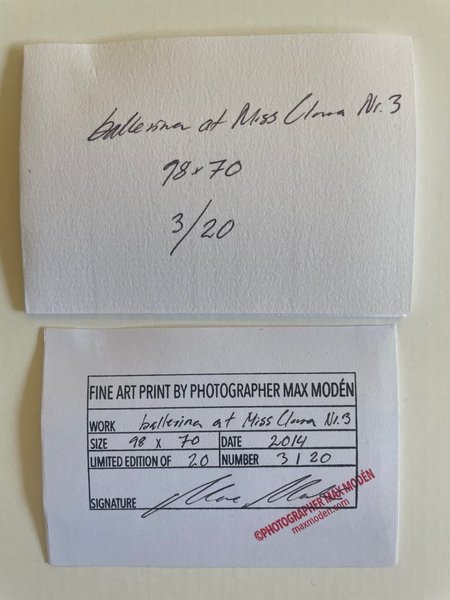 ballerina at Miss Clara Nr. 3
98x70
3/20
FINE ART PRINT BY PHOTOGRAPHER MAX MODÉN
WORK ballerina at Miss Clara Nr.3
SIZE 98 X 70 DATE 2014
LIMITED EDITION OF 20 NUMBER 3 | 20
SIGNATURE
©PHOTOGRAPHER MAX MODÉN
maxmoden.com